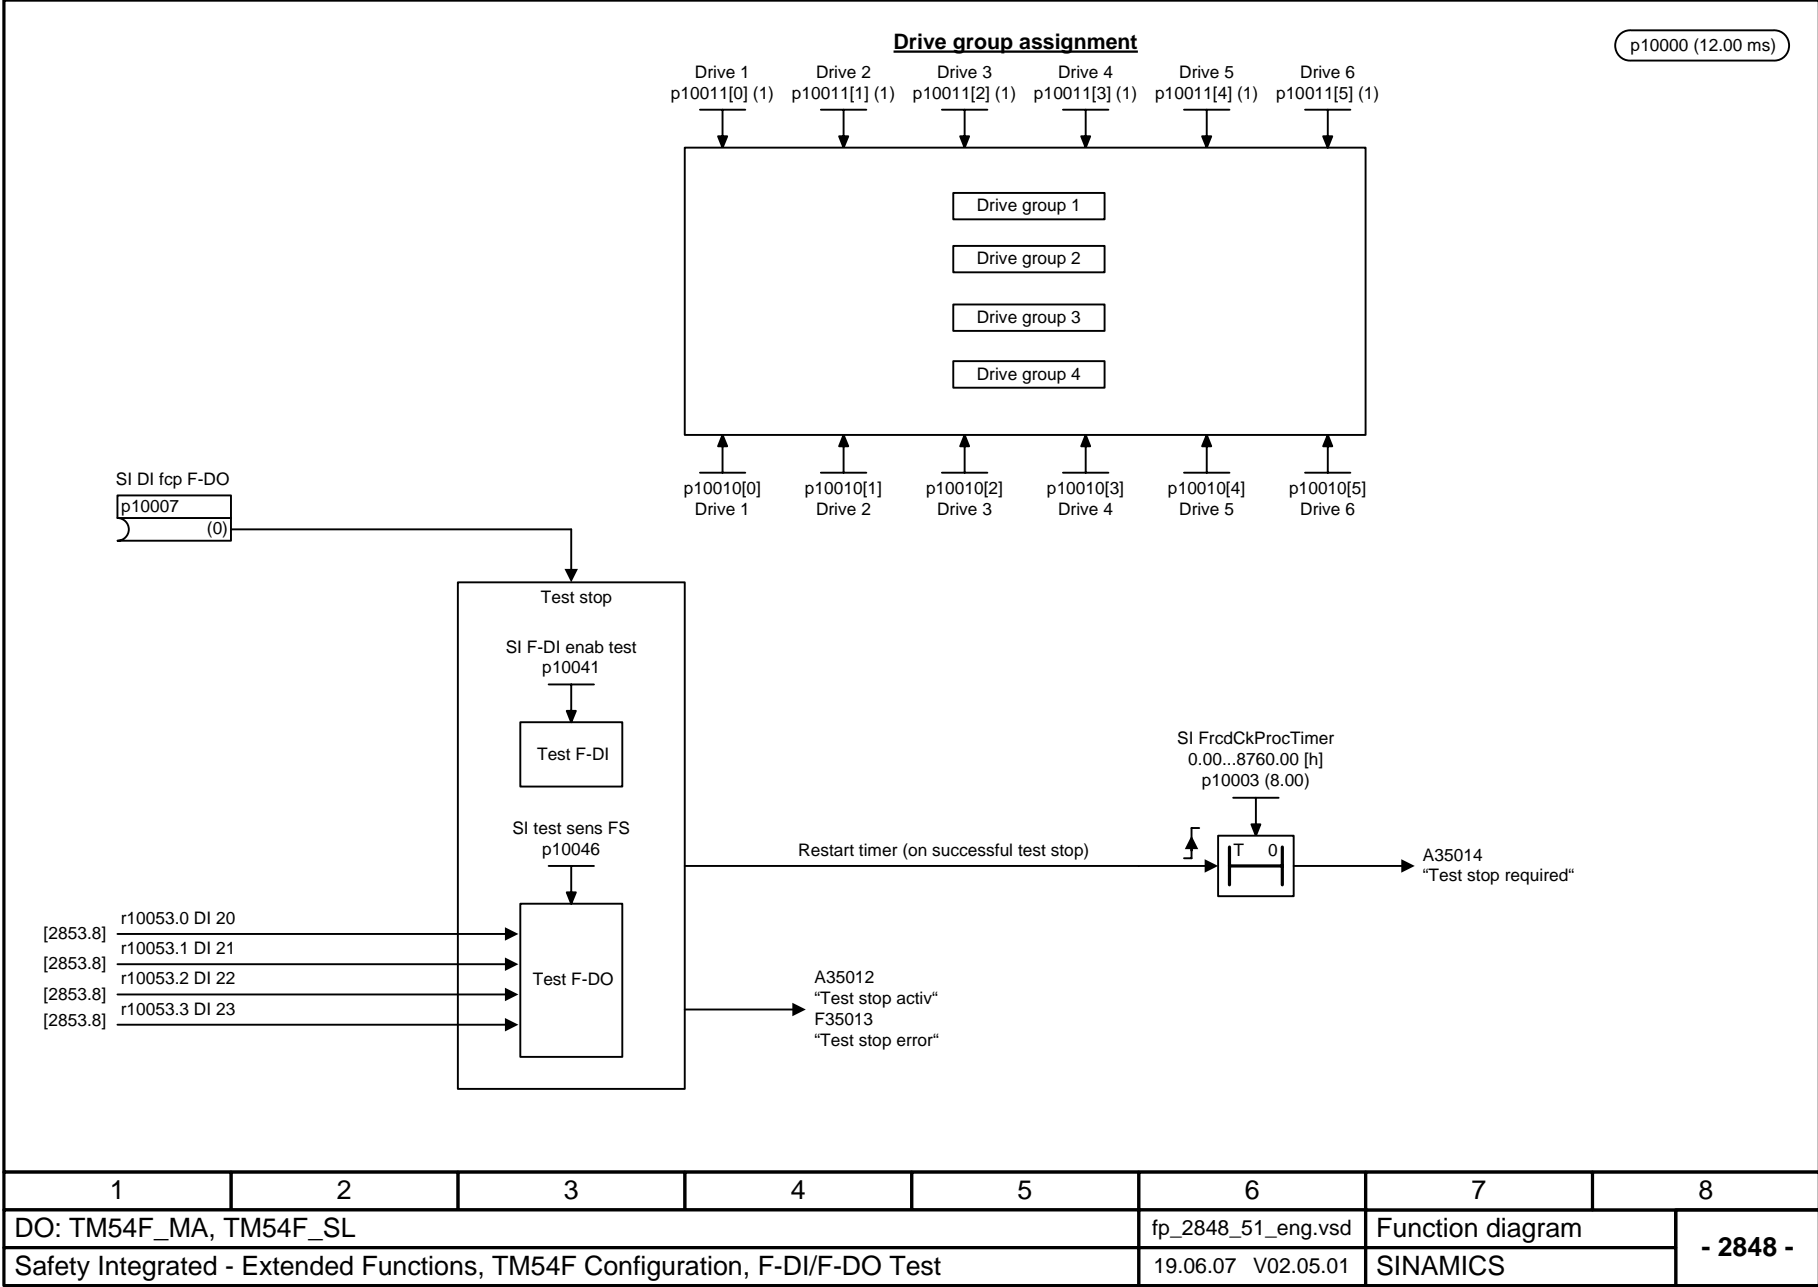 Drive group assignment
p10000 (12.00 ms)
Drive 1 Drive 2 Drive 3 Drive 4 Drive 5 Drive 6
p10011[0] (1) p10011[1] (1) p10011[2] (1) p10011[3] (1) p10011[4] (1) p10011[5] (1)
Drive group 1
Drive group 2
Drive group 3
Drive group 4
p10010[0] p10010[1] p10010[2] p10010[3] p10010[4] p10010[5]
Drive 1 Drive 2 Drive 3 Drive 4 Drive 5 Drive 6
SI DI fcp F-DO
p10007
(0)
Test stop
SI F-DI enab test
p10041
Test F-DI
SI test sens FS
p10046
Test F-DO
[2853.8] r10053.0 DI 20
[2853.8] r10053.1 DI 21
[2853.8] r10053.2 DI 22
[2853.8] r10053.3 DI 23
Restart timer (on successful test stop)
SI FrcdCkProcTimer
0.00...8760.00 [h]
p10003 (8.00)
T 0
A35014
“Test stop required“
A35012
“Test stop activ“
F35013
“Test stop error“
1 2 3 4 5 6 7 8
DO: TM54F_MA, TM54F_SL fp_2848_51_eng.vsd Function diagram
- 2848 -
Safety Integrated - Extended Functions, TM54F Configuration, F-DI/F-DO Test 19.06.07 V02.05.01 SINAMICS